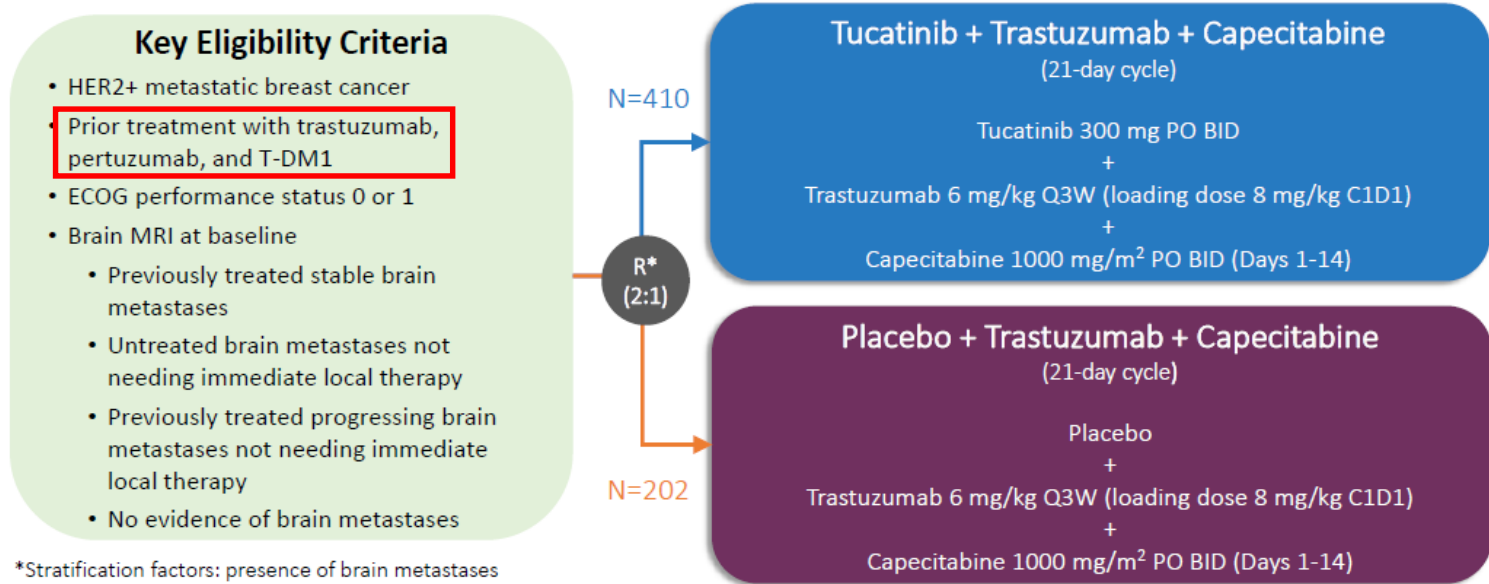 Key Eligibility Criteria
• HER2+ metastatic breast cancer
• Prior treatment with trastuzumab,
pertuzumab, and T-DM1
• ECOG performance status 0 or 1
• Brain MRI at baseline
• Previously treated stable brain
metastases
• Untreated brain metastases not
needing immediate local therapy
• Previously treated progressing brain
metastases not needing immediate
local therapy
• No evidence of brain metastases
*Stratification factors: presence of brain metastases
R*
(2:1)
N=410
Tucatinib + Trastuzumab + Capecitabine
(21-day cycle)
Tucatinib 300 mg PO BID
+
Trastuzumab 6 mg/kg Q3W (loading dose 8 mg/kg C1D1)
+
Capecitabine 1000 mg/m² PO BID (Days 1-14)
N=202
Placebo + Trastuzumab + Capecitabine
(21-day cycle)
Placebo
+
Trastuzumab 6 mg/kg Q3W (loading dose 8 mg/kg C1D1)
+
Capecitabine 1000 mg/m² PO BID (Days 1-14)